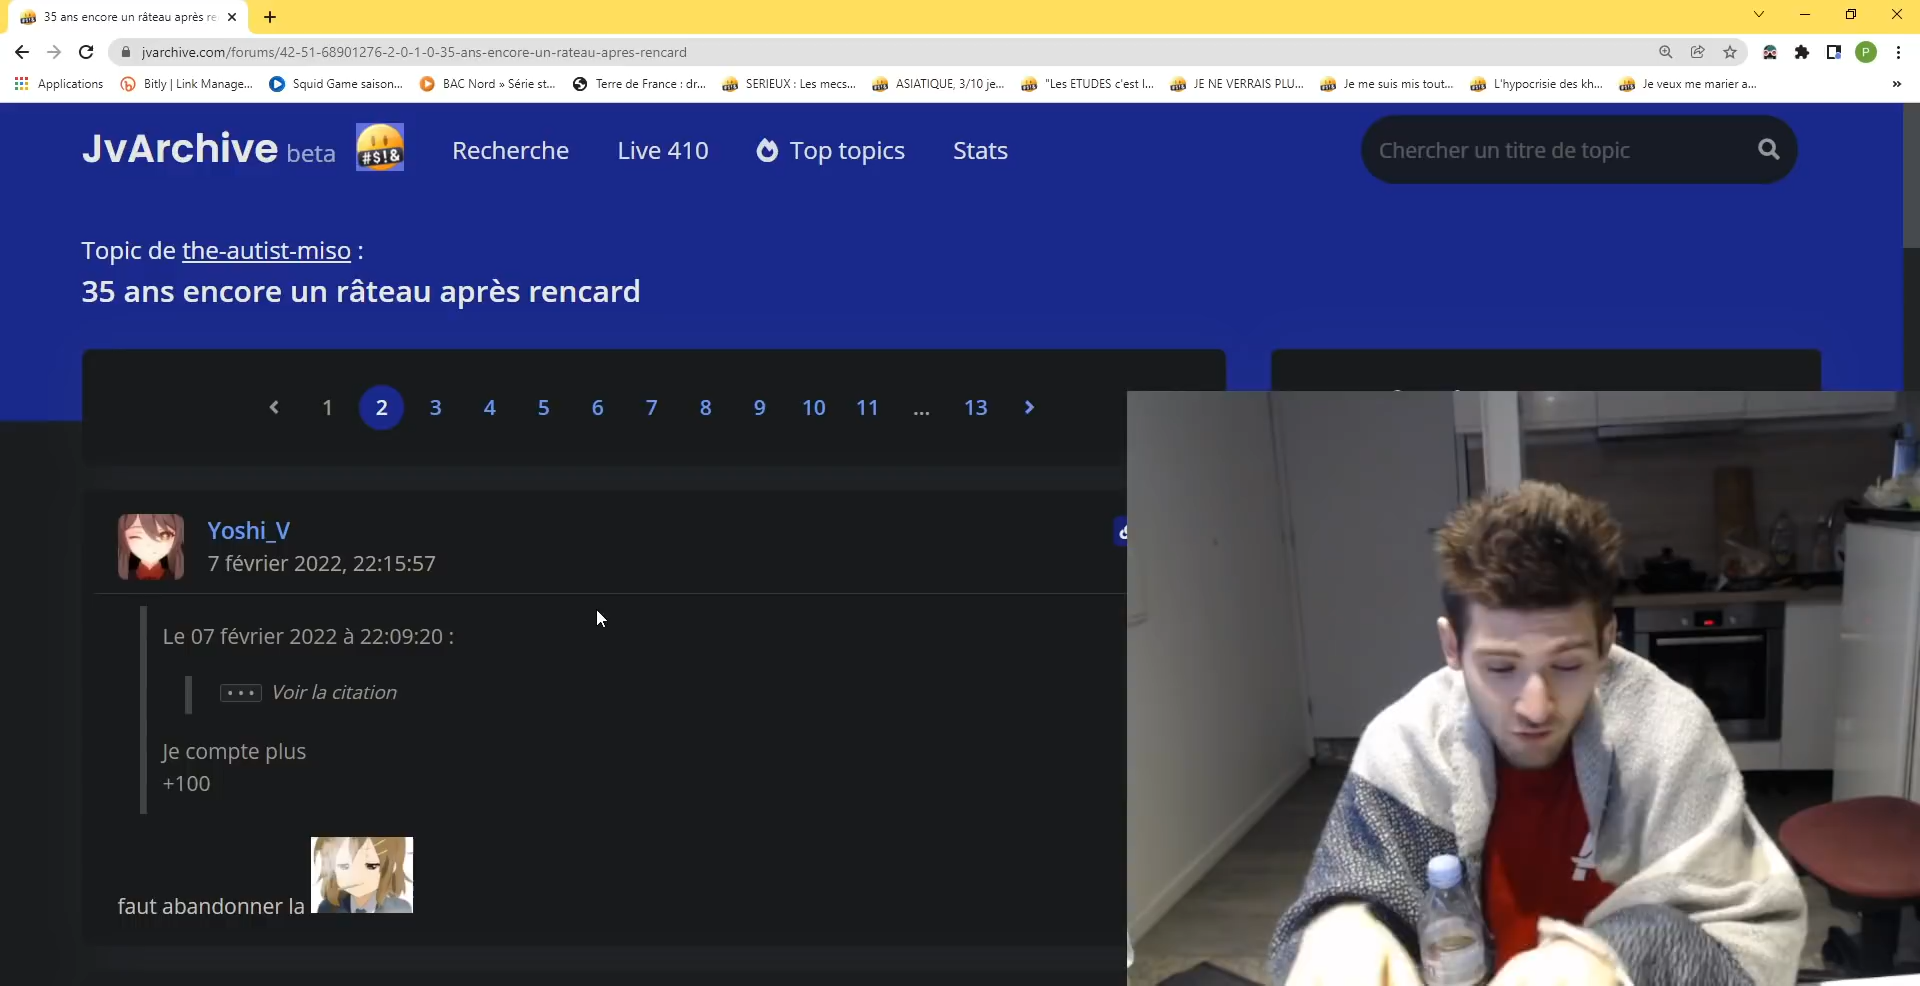 35 ans encore un râteau après re
jvarchive.com/forums/42-51-68901276-2-0-1-0-35-ans-encore-un-rateau-apres-rencard
P
Applications
Bitly | Link Manage...
Squid Game saison...
BAC Nord » Série st...
Terre de France : dr...
SERIEUX : Les mecs...
ASIATIQUE, 3/10 je...
"Les ETUDES c'est l...
JE NE VERRAIS PLU...
Je me suis mis tout...
L'hypocrisie des kh...
Je veux me marier a...
»
JvArchive beta
#$!&
Recherche
Live 410
Top topics
Stats
Chercher un titre de topic
Topic de the-autist-miso :
35 ans encore un râteau après rencard
1 2 3 4 5 6 7 8 9 10 11 ... 13
Yoshi_V
7 février 2022, 22:15:57
Le 07 février 2022 à 22:09:20 :
Voir la citation
Je compte plus
+100
faut abandonner la